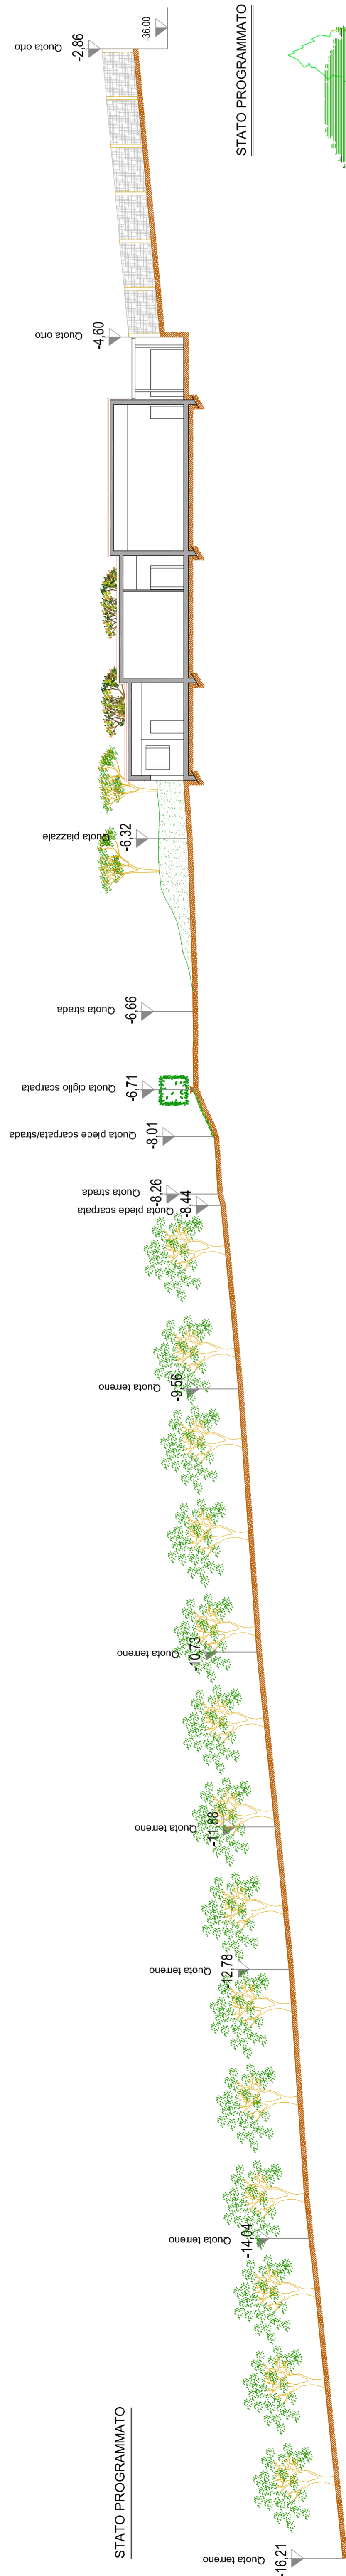 Quota orto
-2,86
-36.00
STATO PROGRAMMATO
Quota orto
-4,60
Quota piazzale
-6,32
Quota strada
-6,66
Quota ciglio scarpata
-6,71
Quota piede scarpata/strada
-8,01
Quota strada
-8,26
Quota piede scarpata
-8,44
Quota terreno
-9,56
Quota terreno
-10,73
Quota terreno
-11,88
Quota terreno
-12,78
Quota terreno
-14,04
STATO PROGRAMMATO
Quota terreno
-16,21